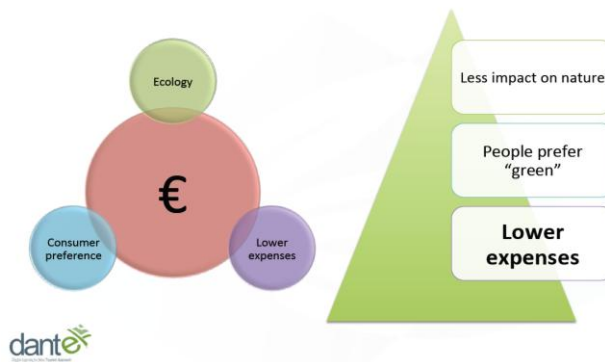 Ecology
€
Consumer
preference
Lower
expenses
Less impact on nature
People prefer
“green”
Lower
expenses
dante